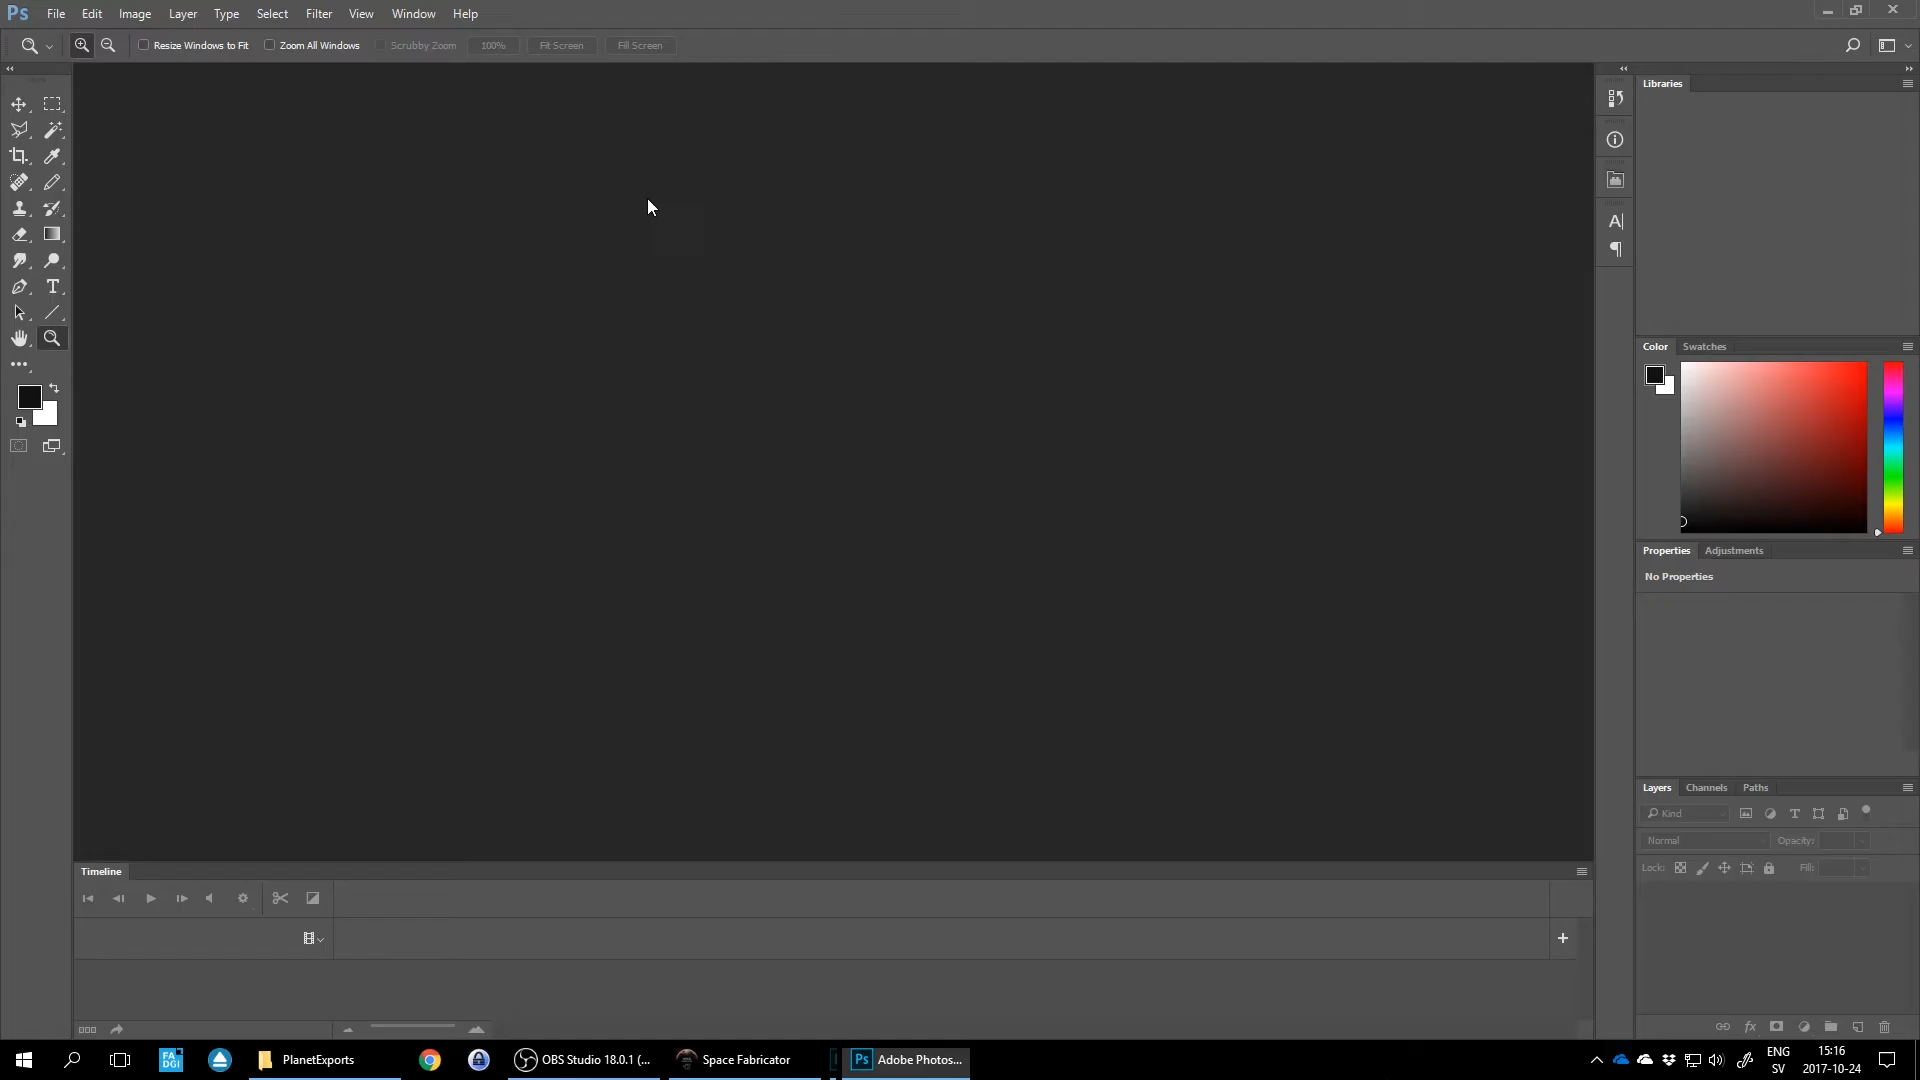 Ps File Edit Image Layer Type Select Filter View Window Help
Resize Windows to Fit Zoom All Windows Scrubby Zoom 100% Fit Screen Fill Screen
Libraries
Color Swatches
Properties Adjustments
No Properties
Layers Channels Paths
Kind
Normal Opacity:
Lock: Fill:
Timeline
FA
DGI
PlanetExports
OBS Studio 18.0.1 (...
Space Fabricator
Ps Adobe Photos...
ENG
SV
15:16
2017-10-24